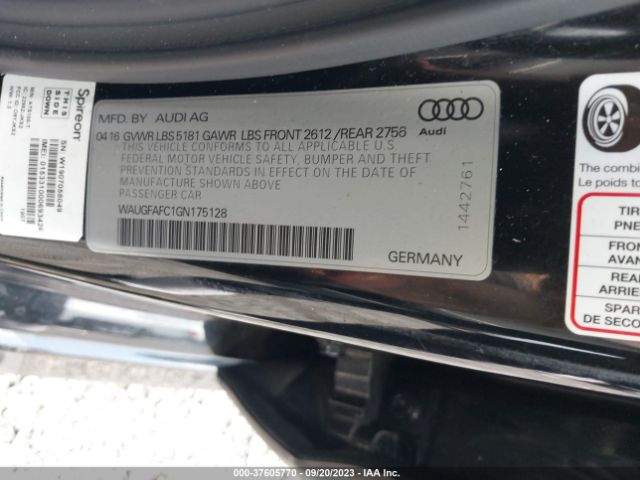 Spireon
THIS
SIDE
DOWN
MFD. BY AUDI AG
Audi
04 16 GVWR LBS 5181 GAWR LBS FRONT 2612 / REAR 2756
THIS VEHICLE CONFORMS TO ALL APPLICABLE U.S.
FEDERAL MOTOR VEHICLE SAFETY, BUMPER AND THEFT
PREVENTION STANDARDS IN EFFECT ON THE DATE OF
MANUFACTURE SHOWN ABOVE.
PASSENGER CAR
WAUGFAFC1GN175128
1442761
GERMANY
The combin
Le poids to
TIR
PNE
FRO
AVAN
REA
ARRIE
SPAR
DE SECO
000-37605770 - 09/20/2023 - IAA Inc.